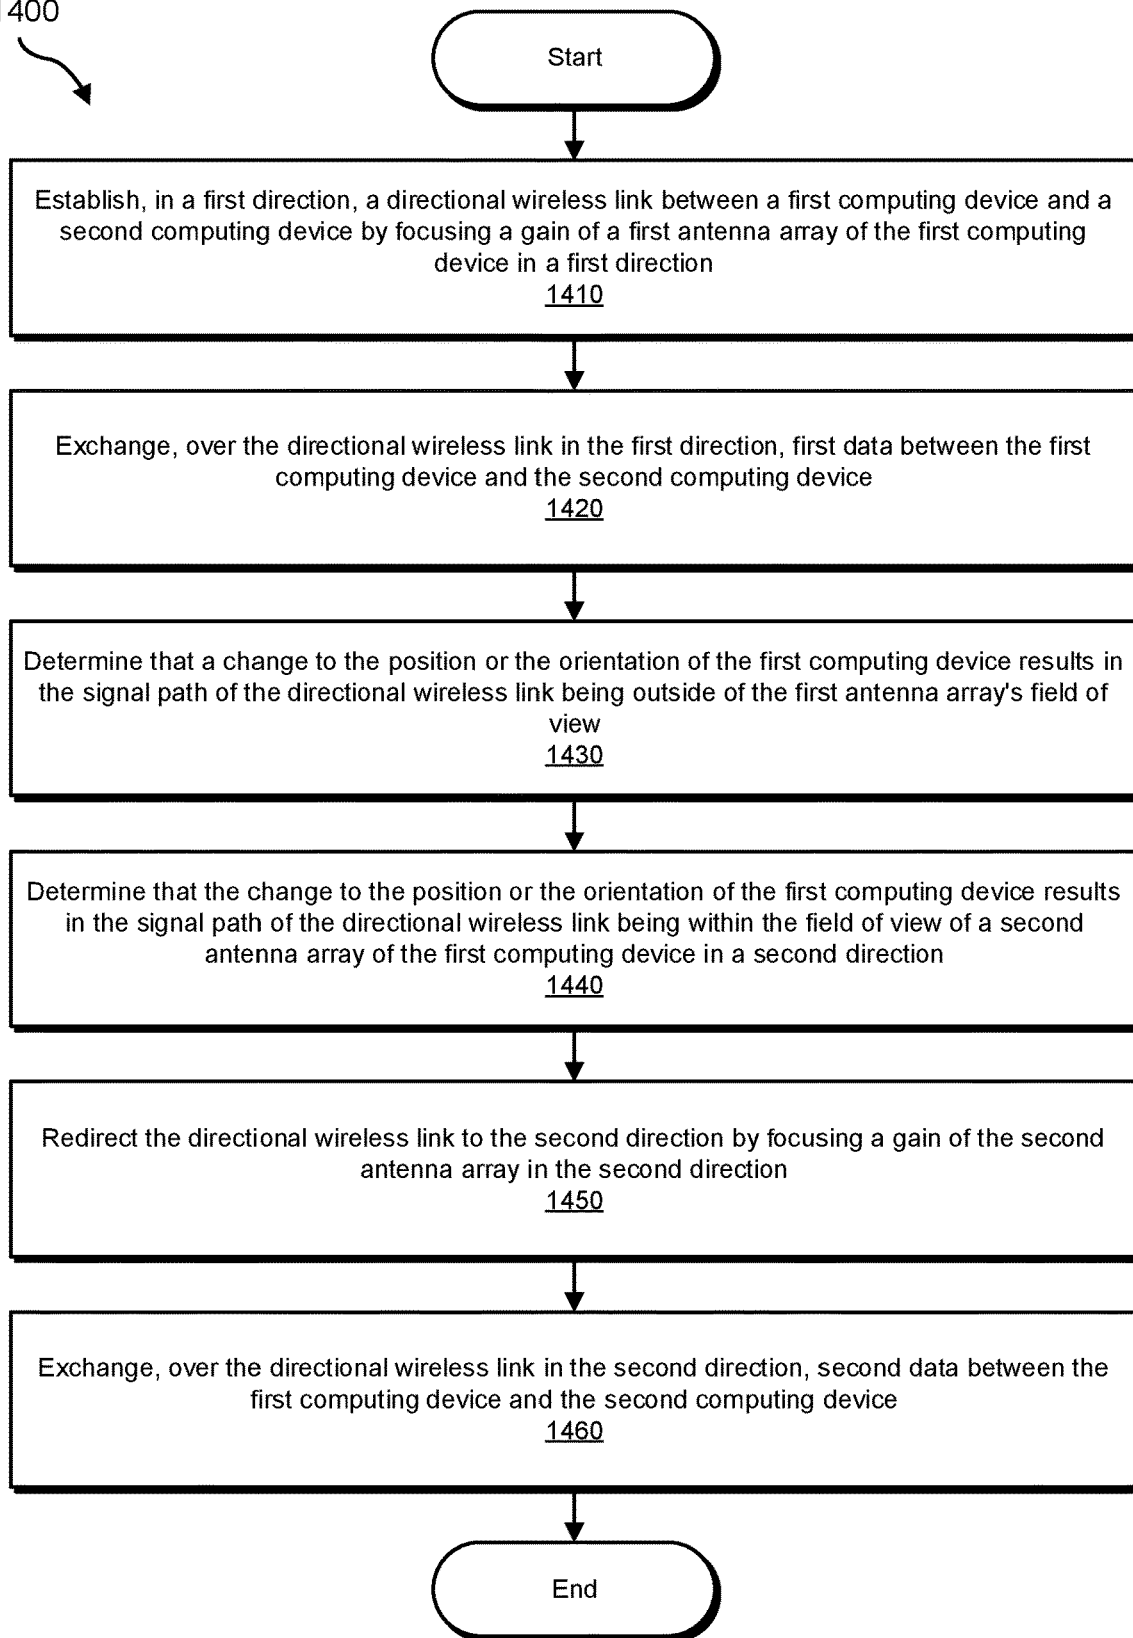 1400
Start
Establish, in a first direction, a directional wireless link between a first computing device and a
second computing device by focusing a gain of a first antenna array of the first computing
device in a first direction
1410
Exchange, over the directional wireless link in the first direction, first data between the first
computing device and the second computing device
1420
Determine that a change to the position or the orientation of the first computing device results in
the signal path of the directional wireless link being outside of the first antenna array's field of
view
1430
Determine that the change to the position or the orientation of the first computing device results
in the signal path of the directional wireless link being within the field of view of a second
antenna array of the first computing device in a second direction
1440
Redirect the directional wireless link to the second direction by focusing a gain of the second
antenna array in the second direction
1450
Exchange, over the directional wireless link in the second direction, second data between the
first computing device and the second computing device
1460
End